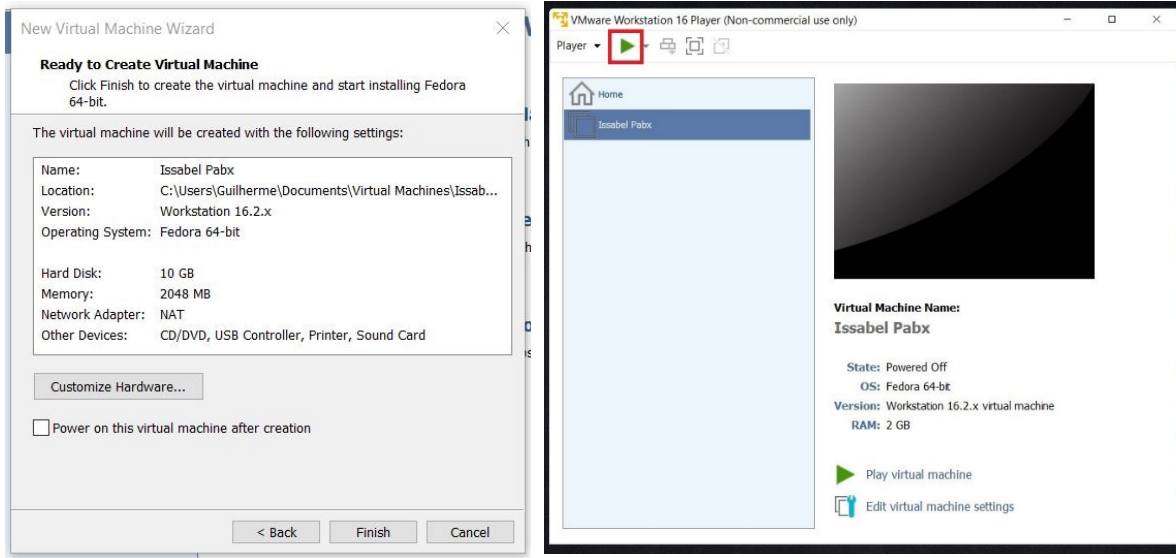 New Virtual Machine Wizard
Ready to Create Virtual Machine
Click Finish to create the virtual machine and start installing Fedora
64-bit.
The virtual machine will be created with the following settings:
Name: Issabel Pabx
Location: C:\Users\Guilherme\Documents\Virtual Machines\Issab...
Version: Workstation 16.2.x
Operating System: Fedora 64-bit
Hard Disk: 10 GB
Memory: 2048 MB
Network Adapter: NAT
Other Devices: CD/DVD, USB Controller, Printer, Sound Card
Customize Hardware...
Power on this virtual machine after creation
< Back Finish Cancel
VMware Workstation 16 Player (Non-commercial use only)
Player
Home
Issabel Pabx
Virtual Machine Name:
Issabel Pabx
State: Powered Off
OS: Fedora 64-bit
Version: Workstation 16.2.x virtual machine
RAM: 2 GB
Play virtual machine
Edit virtual machine settings